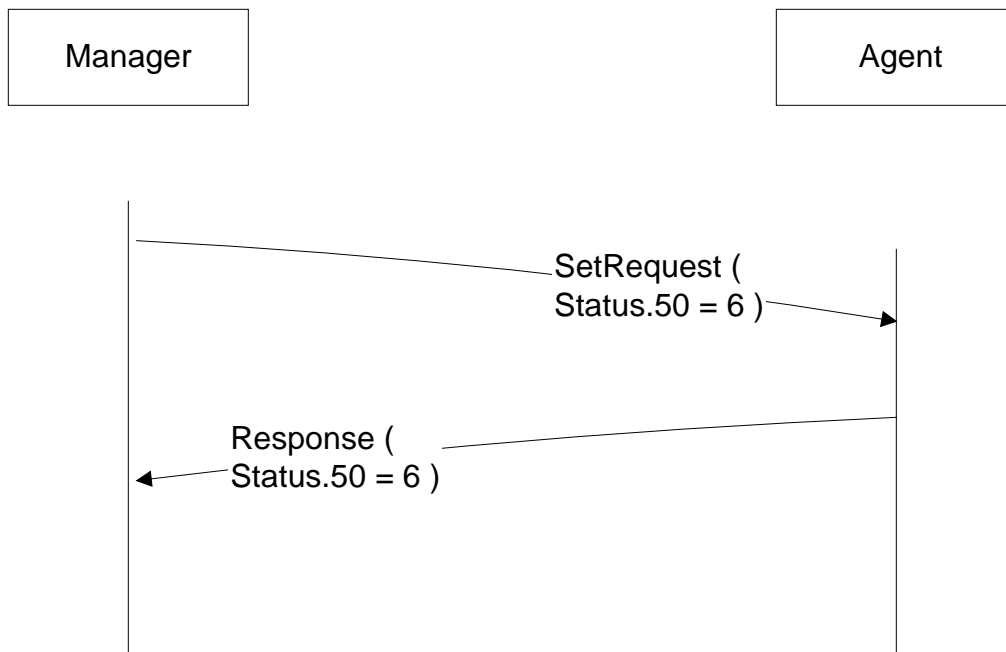 Manager
Agent
SetRequest (
Status.50 = 6 )
Response (
Status.50 = 6 )